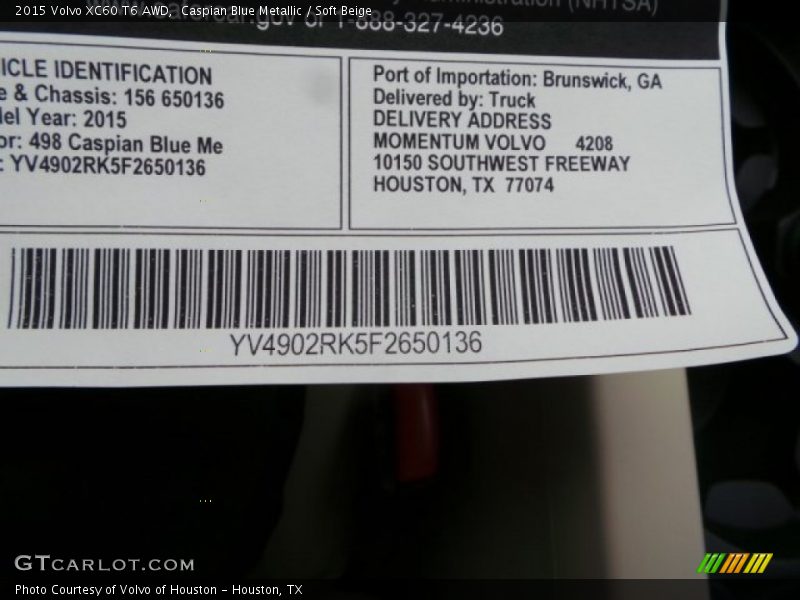 2015 Volvo XC60 T6 AWD, Caspian Blue Metallic / Soft Beige
1-888-327-4236
ICLE IDENTIFICATION
e & Chassis: 156 650136
del Year: 2015
or: 498 Caspian Blue Me
: YV4902RK5F2650136
Port of Importation: Brunswick, GA
Delivered by: Truck
DELIVERY ADDRESS
MOMENTUM VOLVO 4208
10150 SOUTHWEST FREEWAY
HOUSTON, TX 77074
YV4902RK5F2650136
GTCARLOT.COM
Photo Courtesy of Volvo of Houston – Houston, TX